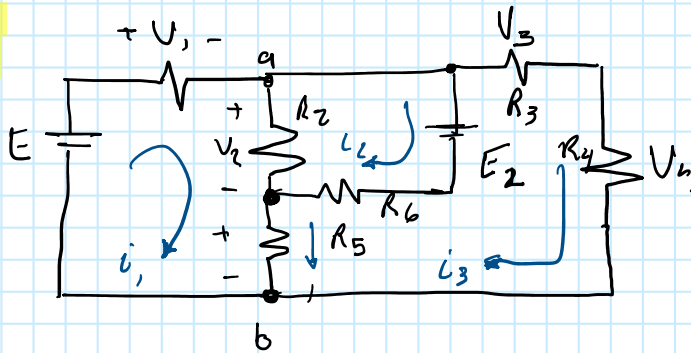 + V1 -
a
V3
E
+
V2
-
R2
i2
E2
R3
R4
V4
R6
+
-
R5
i1
i3
b